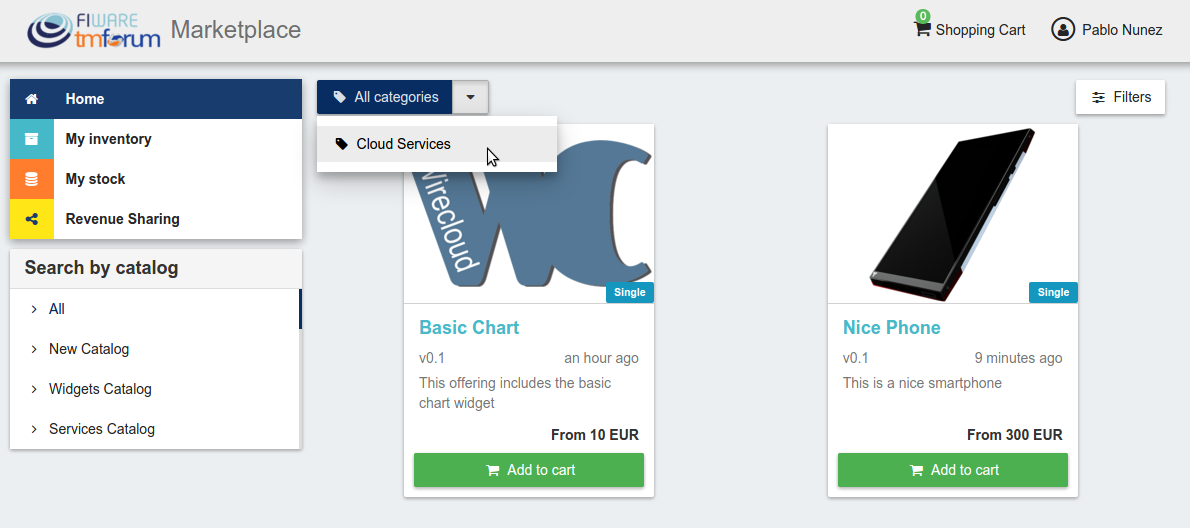 FIWARE
tmforum
Marketplace
0
Shopping Cart
Pablo Nunez
Home
My inventory
My stock
Revenue Sharing
Search by catalog
All
New Catalog
Widgets Catalog
Services Catalog
All categories
Filters
Cloud Services
Wirecloud
WC
Single
Basic Chart
v0.1 an hour ago
This offering includes the basic
chart widget
From 10 EUR
Add to cart
Single
Nice Phone
v0.1 9 minutes ago
This is a nice smartphone
From 300 EUR
Add to cart